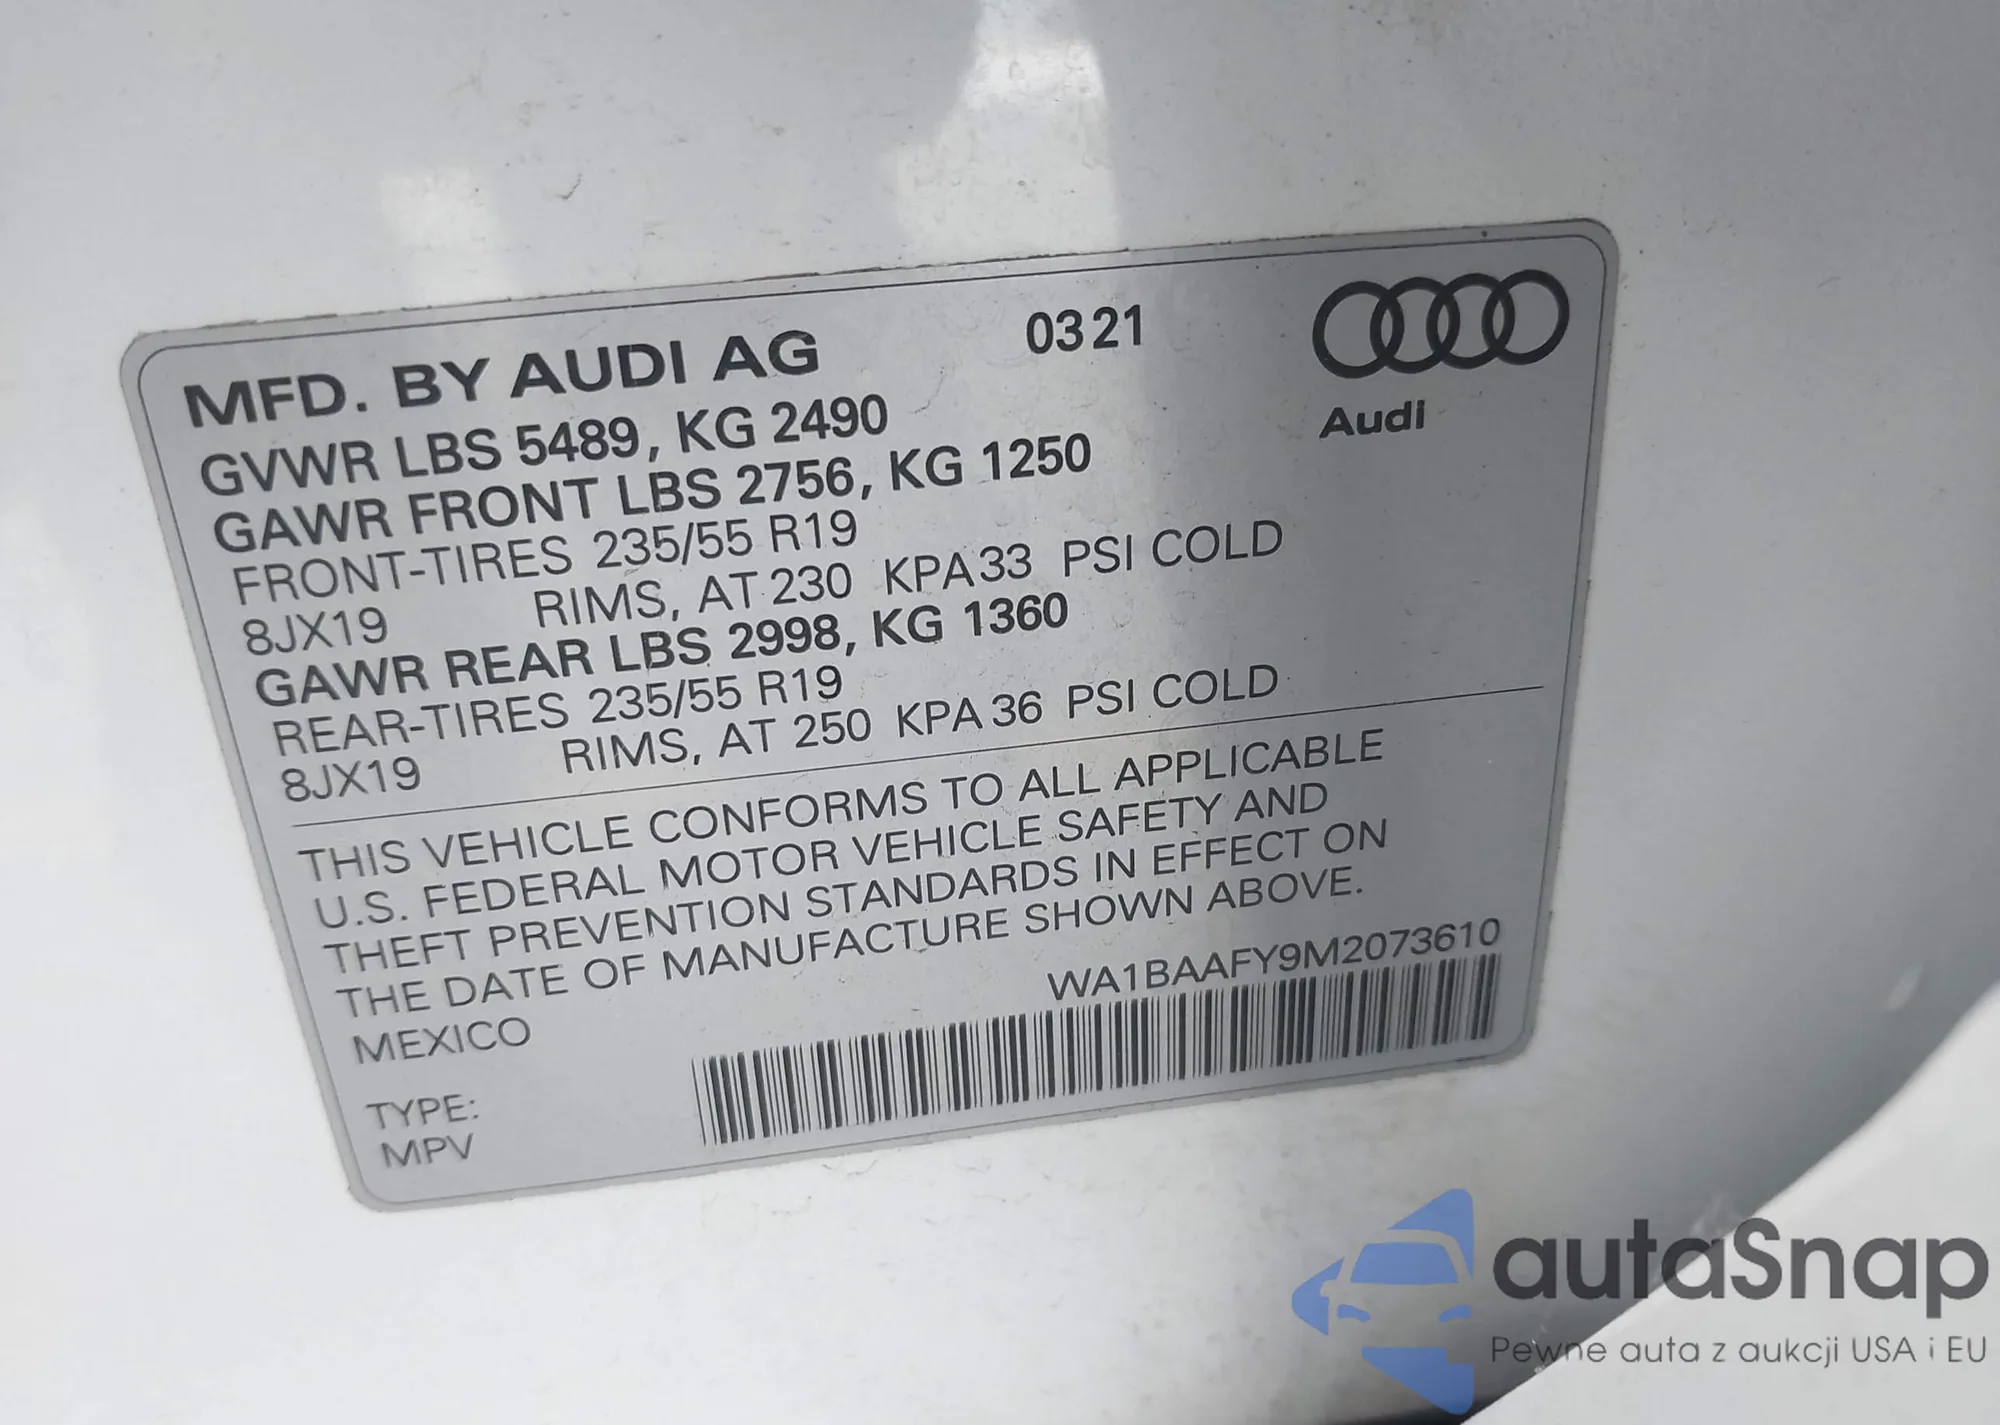 MFD. BY AUDI AG 0321
Audi
GVWR LBS 5489, KG 2490
GAWR FRONT LBS 2756, KG 1250
FRONT-TIRES 235/55 R19
8JX19 RIMS, AT 230 KPA 33 PSI COLD
GAWR REAR LBS 2998, KG 1360
REAR-TIRES 235/55 R19
8JX19 RIMS, AT 250 KPA 36 PSI COLD
THIS VEHICLE CONFORMS TO ALL APPLICABLE
U.S. FEDERAL MOTOR VEHICLE SAFETY AND
THEFT PREVENTION STANDARDS IN EFFECT ON
THE DATE OF MANUFACTURE SHOWN ABOVE.
MEXICO WA1BAAFY9M2073610
TYPE:
MPV
autaSnap
Pewne auta z aukcji USA i EU